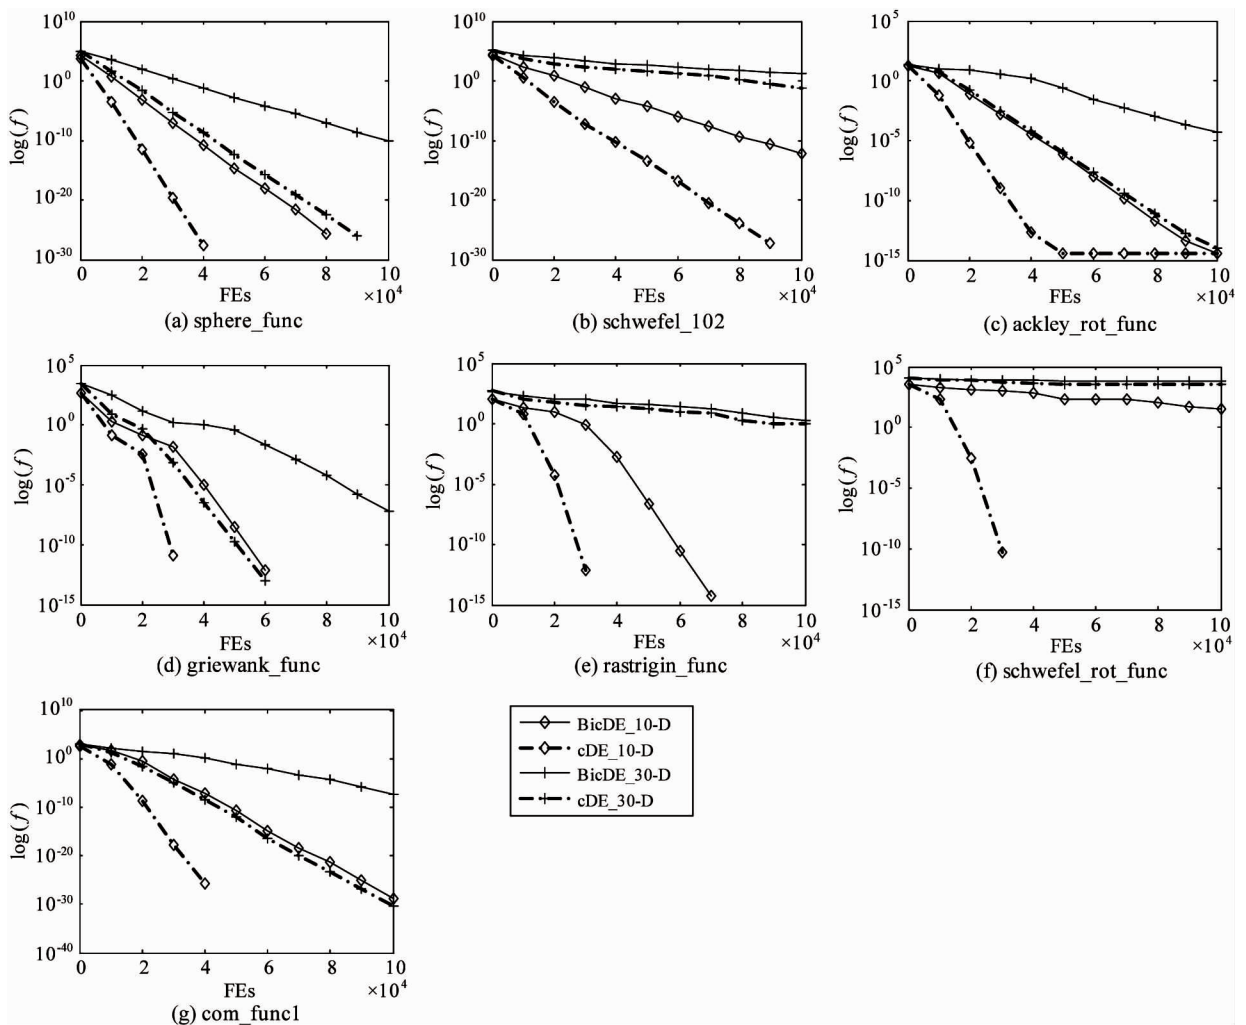 10^10
10^0
10^-10
10^-20
10^-30
log(f)
0 2 4 6 8 10
FEs ×10^4
(a) sphere_func
10^10
10^0
10^-10
10^-20
10^-30
log(f)
0 2 4 6 8 10
FEs ×10^4
(b) schwefel_102
10^5
10^0
10^-5
10^-10
10^-15
log(f)
0 2 4 6 8 10
FEs ×10^4
(c) ackley_rot_func
10^5
10^0
10^-5
10^-10
10^-15
log(f)
0 2 4 6 8 10
FEs ×10^4
(d) griewank_func
10^5
10^0
10^-5
10^-10
10^-15
log(f)
0 2 4 6 8 10
FEs ×10^4
(e) rastrigin_func
10^5
10^0
10^-5
10^-10
10^-15
log(f)
0 2 4 6 8 10
FEs ×10^4
(f) schwefel_rot_func
10^10
10^0
10^-10
10^-20
10^-30
10^-40
log(f)
0 2 4 6 8 10
FEs ×10^4
(g) com_func1
BicDE_10-D
cDE_10-D
BicDE_30-D
cDE_30-D